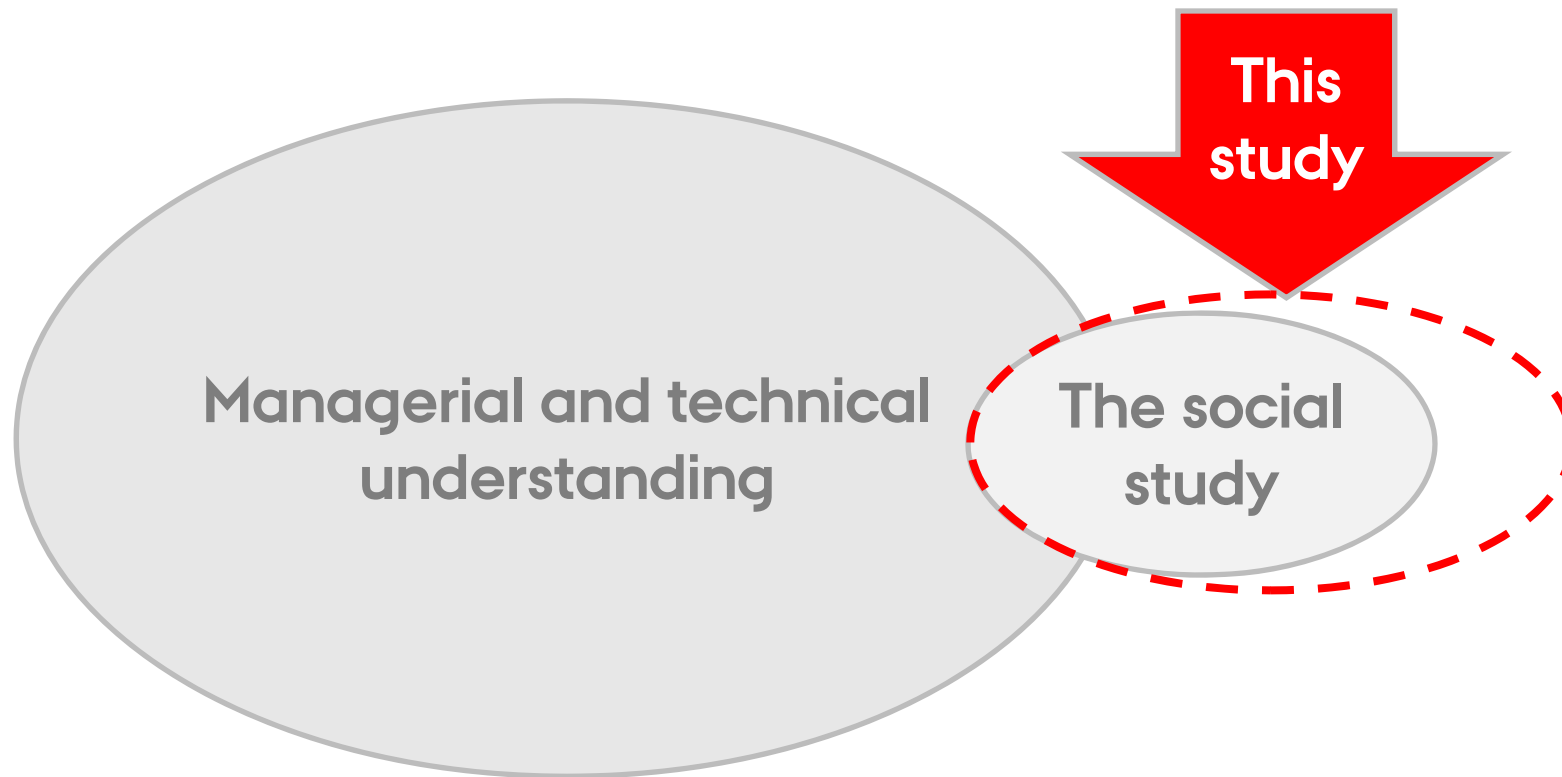 This
study
Managerial and technical
understanding
The social
study